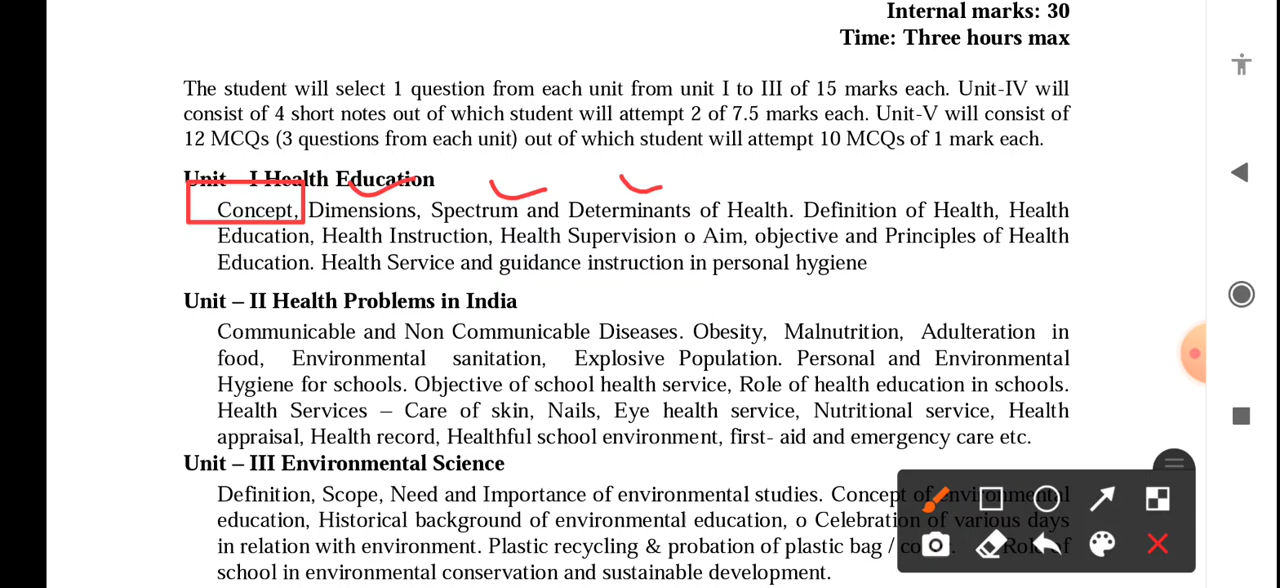 Internal marks: 30
Time: Three hours max
The student will select 1 question from each unit from unit I to III of 15 marks each. Unit-IV will
consist of 4 short notes out of which student will attempt 2 of 7.5 marks each. Unit-V will consist of
12 MCQs (3 questions from each unit) out of which student will attempt 10 MCQs of 1 mark each.
Unit – I Health Education
Concept, Dimensions, Spectrum and Determinants of Health. Definition of Health, Health
Education, Health Instruction, Health Supervision o Aim, objective and Principles of Health
Education. Health Service and guidance instruction in personal hygiene
Unit – II Health Problems in India
Communicable and Non Communicable Diseases. Obesity, Malnutrition, Adulteration in
food, Environmental sanitation, Explosive Population. Personal and Environmental
Hygiene for schools. Objective of school health service, Role of health education in schools.
Health Services – Care of skin, Nails, Eye health service, Nutritional service, Health
appraisal, Health record, Healthful school environment, first- aid and emergency care etc.
Unit – III Environmental Science
Definition, Scope, Need and Importance of environmental studies. Concept of environmental
education, Historical background of environmental education, o Celebration of various days
in relation with environment. Plastic recycling & probation of plastic bag / Role of
school in environmental conservation and sustainable development.